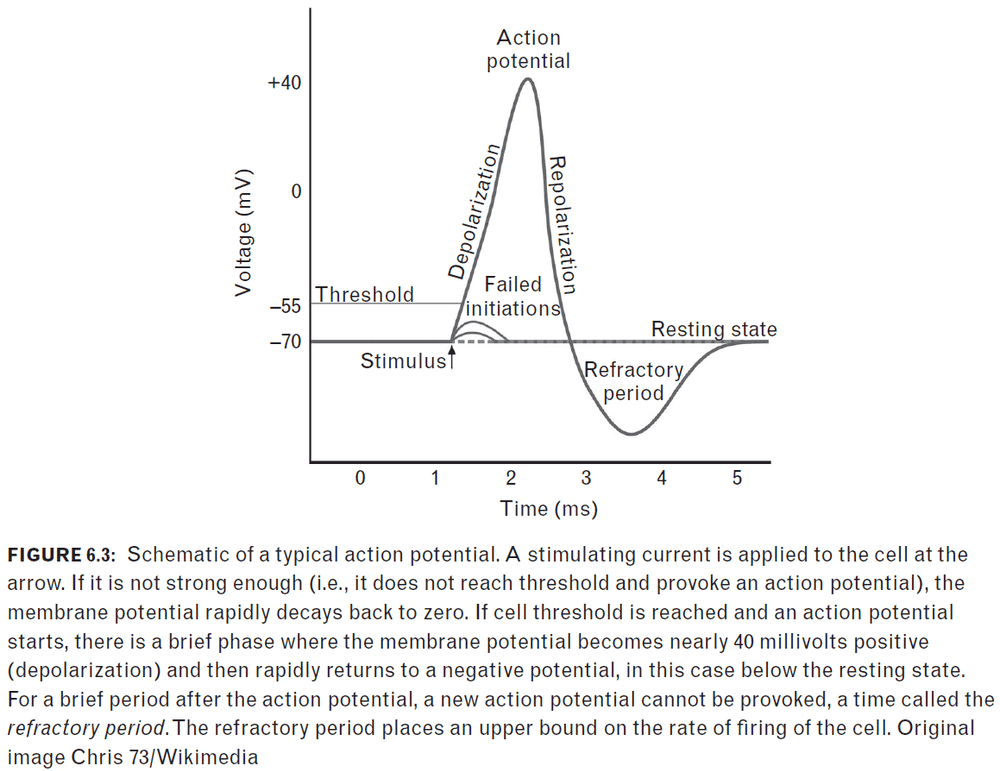 Action
potential
+40
0
–55
–70
Voltage (mV)
Depolarization
Repolarization
Threshold
Failed
initiations
Resting state
Stimulus
Refractory
period
0 1 2 3 4 5
Time (ms)
FIGURE 6.3: Schematic of a typical action potential. A stimulating current is applied to the cell at the
arrow. If it is not strong enough (i.e., it does not reach threshold and provoke an action potential), the
membrane potential rapidly decays back to zero. If cell threshold is reached and an action potential
starts, there is a brief phase where the membrane potential becomes nearly 40 millivolts positive
(depolarization) and then rapidly returns to a negative potential, in this case below the resting state.
For a brief period after the action potential, a new action potential cannot be provoked, a time called the
refractory period. The refractory period places an upper bound on the rate of firing of the cell. Original
image Chris 73/Wikimedia